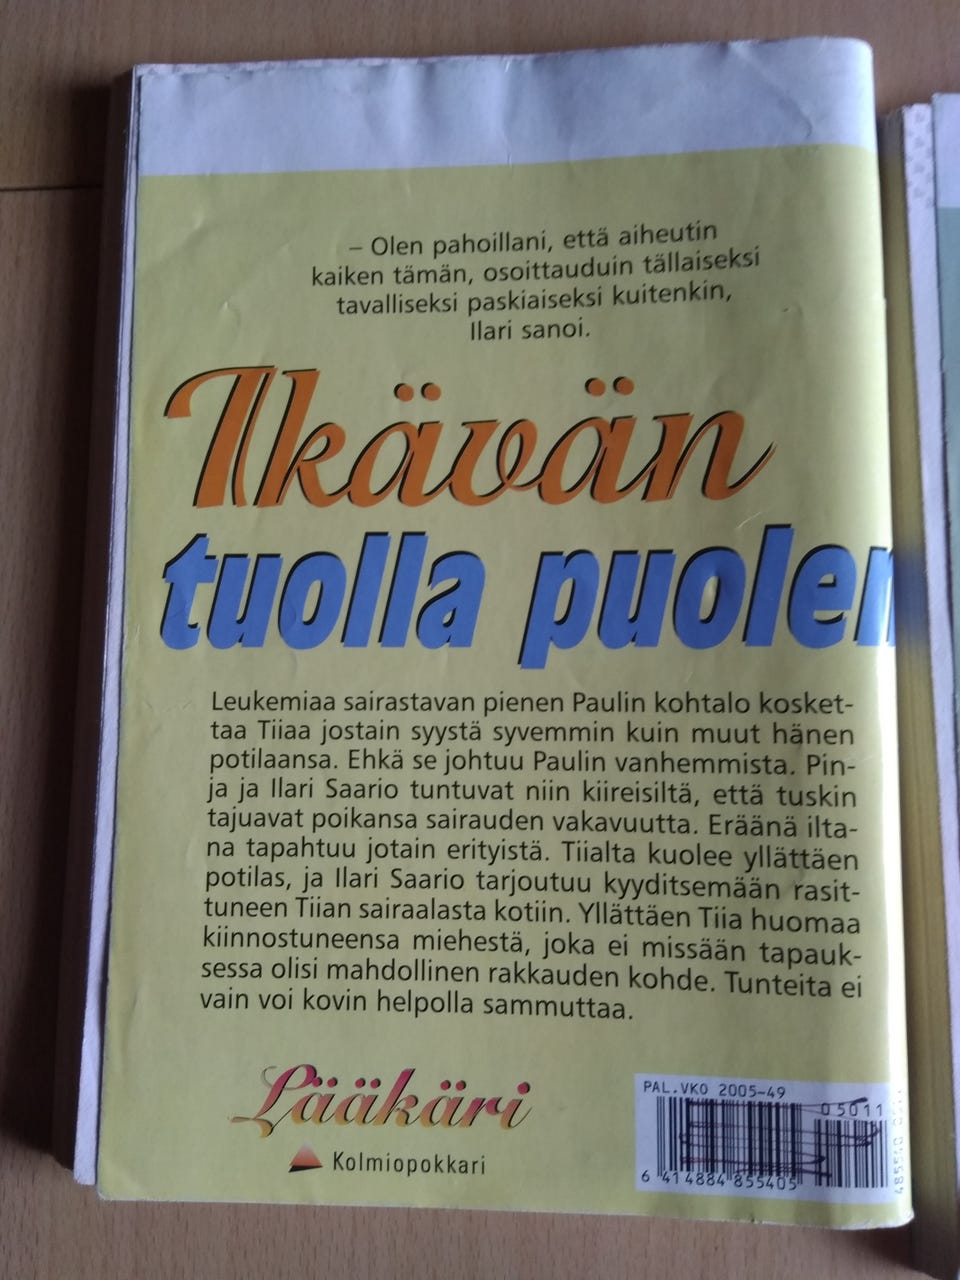 – Olen pahoillani, että aiheutin
kaiken tämän, osoittauduin tällaiseksi
tavalliseksi paskiaiseksi kuitenkin,
Ilari sanoi.
Ikävän
tuolla puolen
Leukemiaa sairastavan pienen Paulin kohtalo kosket-
taa Tiiaa jostain syystä syvemmin kuin muut hänen
potilaansa. Ehkä se johtuu Paulin vanhemmista. Pin-
ja ja Ilari Saario tuntuvat niin kiireisiltä, että tuskin
tajuavat poikansa sairauden vakavuutta. Eräänä ilta-
na tapahtuu jotain erityistä. Tiialta kuolee yllättäen
potilas, ja Ilari Saario tarjoutuu kyyditsemään rasit-
tuneen Tiian sairaalasta kotiin. Yllättäen Tiia huomaa
kiinnostuneensa miehestä, joka ei missään tapauk-
sessa olisi mahdollinen rakkauden kohde. Tunteita ei
vain voi kovin helpolla sammuttaa.
Lääkäri
Kolmiopokkari
PAL.VKO 2005-49
05011
6 414884 855405